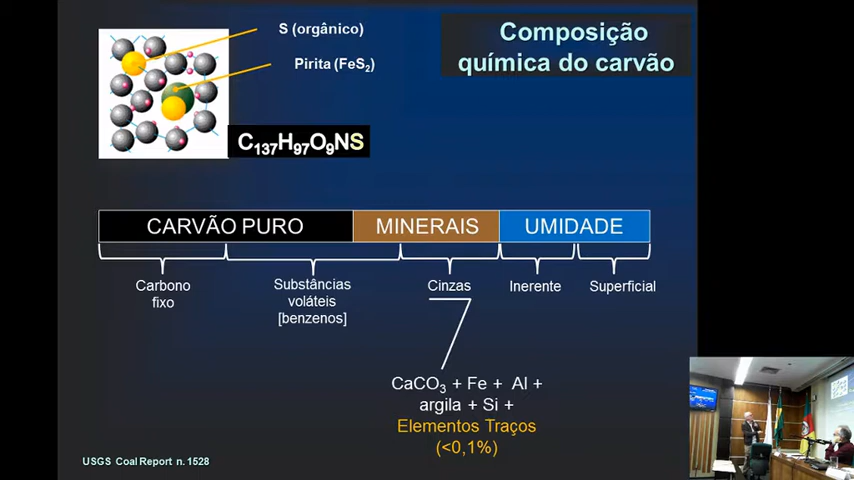 S (orgânico)
Pirita (FeS₂)
Composição
química do carvão
C₁₃₇H₉₇O₉NS
CARVÃO PURO
MINERAIS
UMIDADE
Carbono
fixo
Substâncias
voláteis
[benzenos]
Cinzas
Inerente
Superficial
CaCO₃ + Fe + Al +
argila + Si +
Elementos Traços
(<0,1%)
USGS Coal Report n. 1528